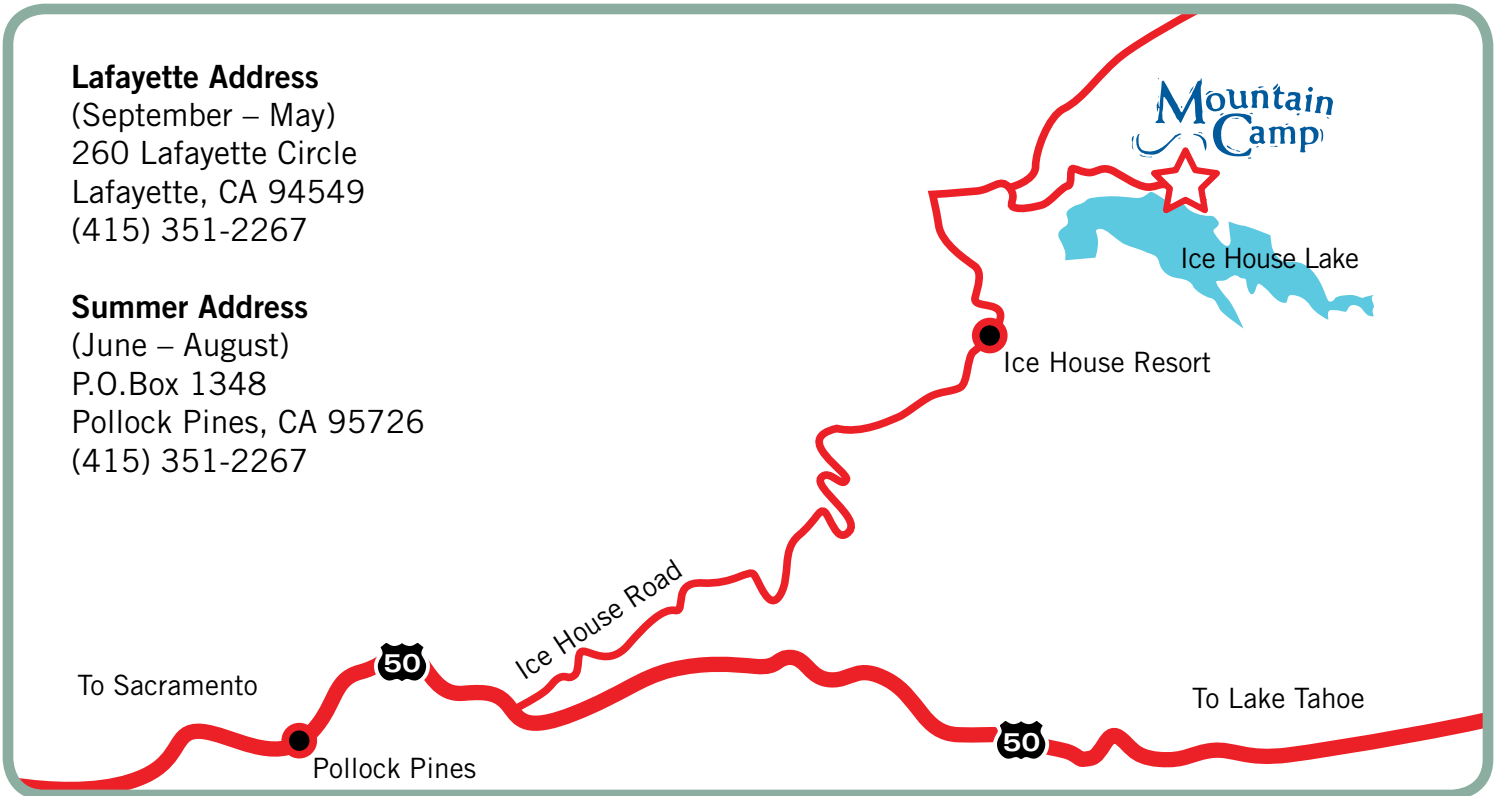 Lafayette Address
(September – May)
260 Lafayette Circle
Lafayette, CA 94549
(415) 351-2267
Summer Address
(June – August)
P.O.Box 1348
Pollock Pines, CA 95726
(415) 351-2267
Mountain
Camp
Ice House Lake
Ice House Resort
Ice House Road
50
To Sacramento
Pollock Pines
To Lake Tahoe
50